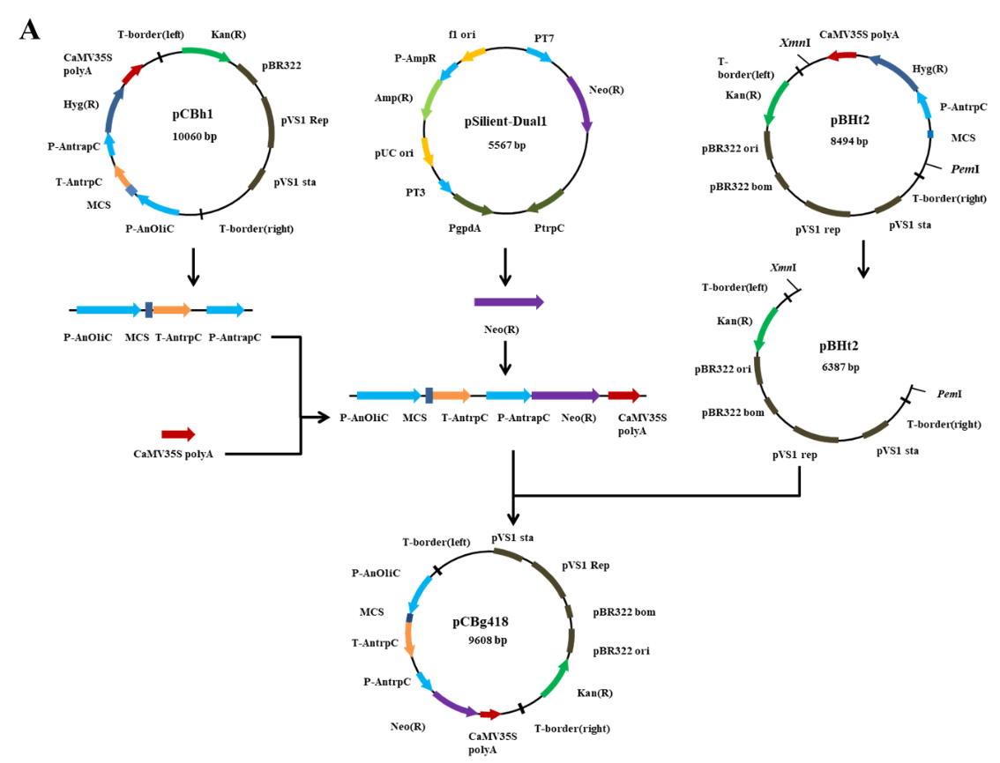 A
T-border(left)
Kan(R)
CaMV35S
polyA
pBR322
Hyg(R)
pCBh1
10060 bp
pVS1 Rep
P-AntrapC
T-AntrpC
pVS1 sta
MCS
P-AnOliC
T-border(right)
f1 ori
PT7
P-AmpR
Neo(R)
Amp(R)
pSilient-Dual1
5567 bp
pUC ori
PT3
PgpdA
PtrpC
XmnI
CaMV35S polyA
T-
border(left)
Hyg(R)
Kan(R)
P-AntrpC
pBHt2
8494 bp
MCS
pBR322 ori
PemI
pBR322 bom
T-border(right)
pVS1 sta
pVS1 rep
P-AnOliC
MCS
T-AntrpC
P-AntrapC
Neo(R)
XmnI
T-border(left)
Kan(R)
pBHt2
6387 bp
pBR322 ori
PemI
pBR322 bom
T-border(right)
pVS1 sta
pVS1 rep
CaMV35S polyA
P-AnOliC
MCS
T-AntrpC
P-AntrapC
Neo(R)
CaMV35S
polyA
T-border(left)
pVS1 sta
pVS1 Rep
P-AnOliC
MCS
pCBg418
9608 bp
pBR322 bom
T-AntrpC
pBR322 ori
P-AntrpC
Kan(R)
Neo(R)
CaMV35S
polyA
T-border(right)